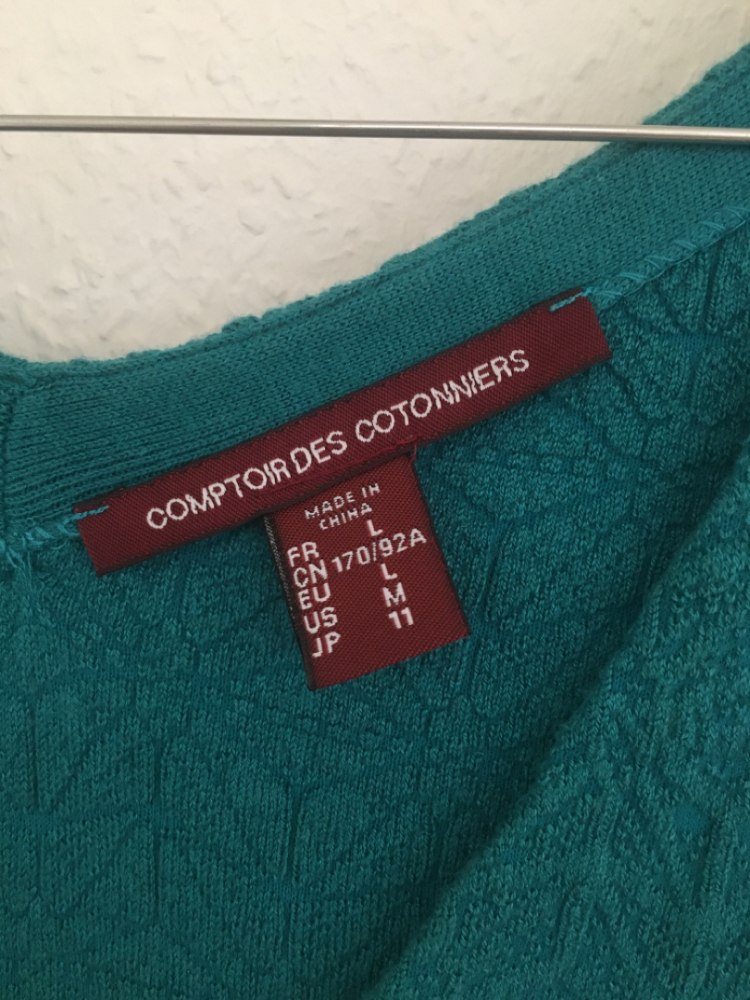 COMPTOIR DES COTONNIERS
MADE IN
CHINA
FR L
CN 170/92A
EU L
US M
JP 11